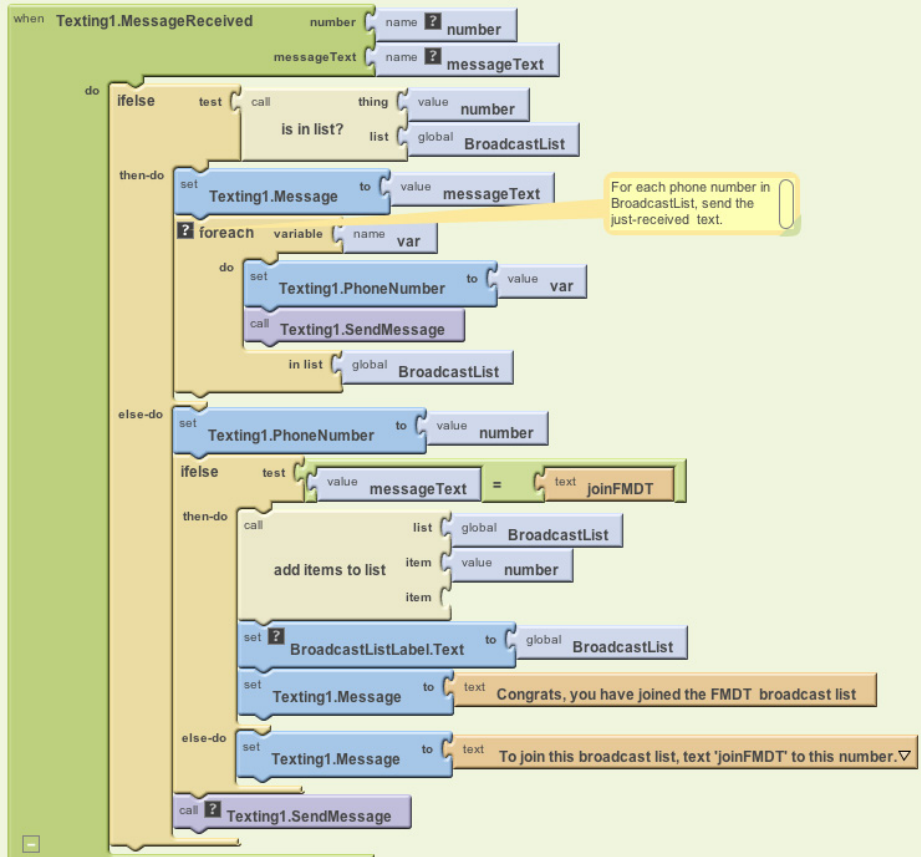 when Texting1.MessageReceived number name ? number
messageText name ? messageText
do ifelse test call thing value number
is in list? list global BroadcastList
then-do set Texting1.Message to value messageText
For each phone number in
BroadcastList, send the
just-received text.
? foreach variable name var
do set Texting1.PhoneNumber to value var
call Texting1.SendMessage
in list global BroadcastList
else-do set Texting1.PhoneNumber to value number
ifelse test value messageText = text joinFMDT
then-do call list global BroadcastList
add items to list item value number
item
set ? BroadcastListLabel.Text to global BroadcastList
set Texting1.Message to text Congrats, you have joined the FMDT broadcast list
else-do set Texting1.Message to text To join this broadcast list, text 'joinFMDT' to this number.
call ? Texting1.SendMessage